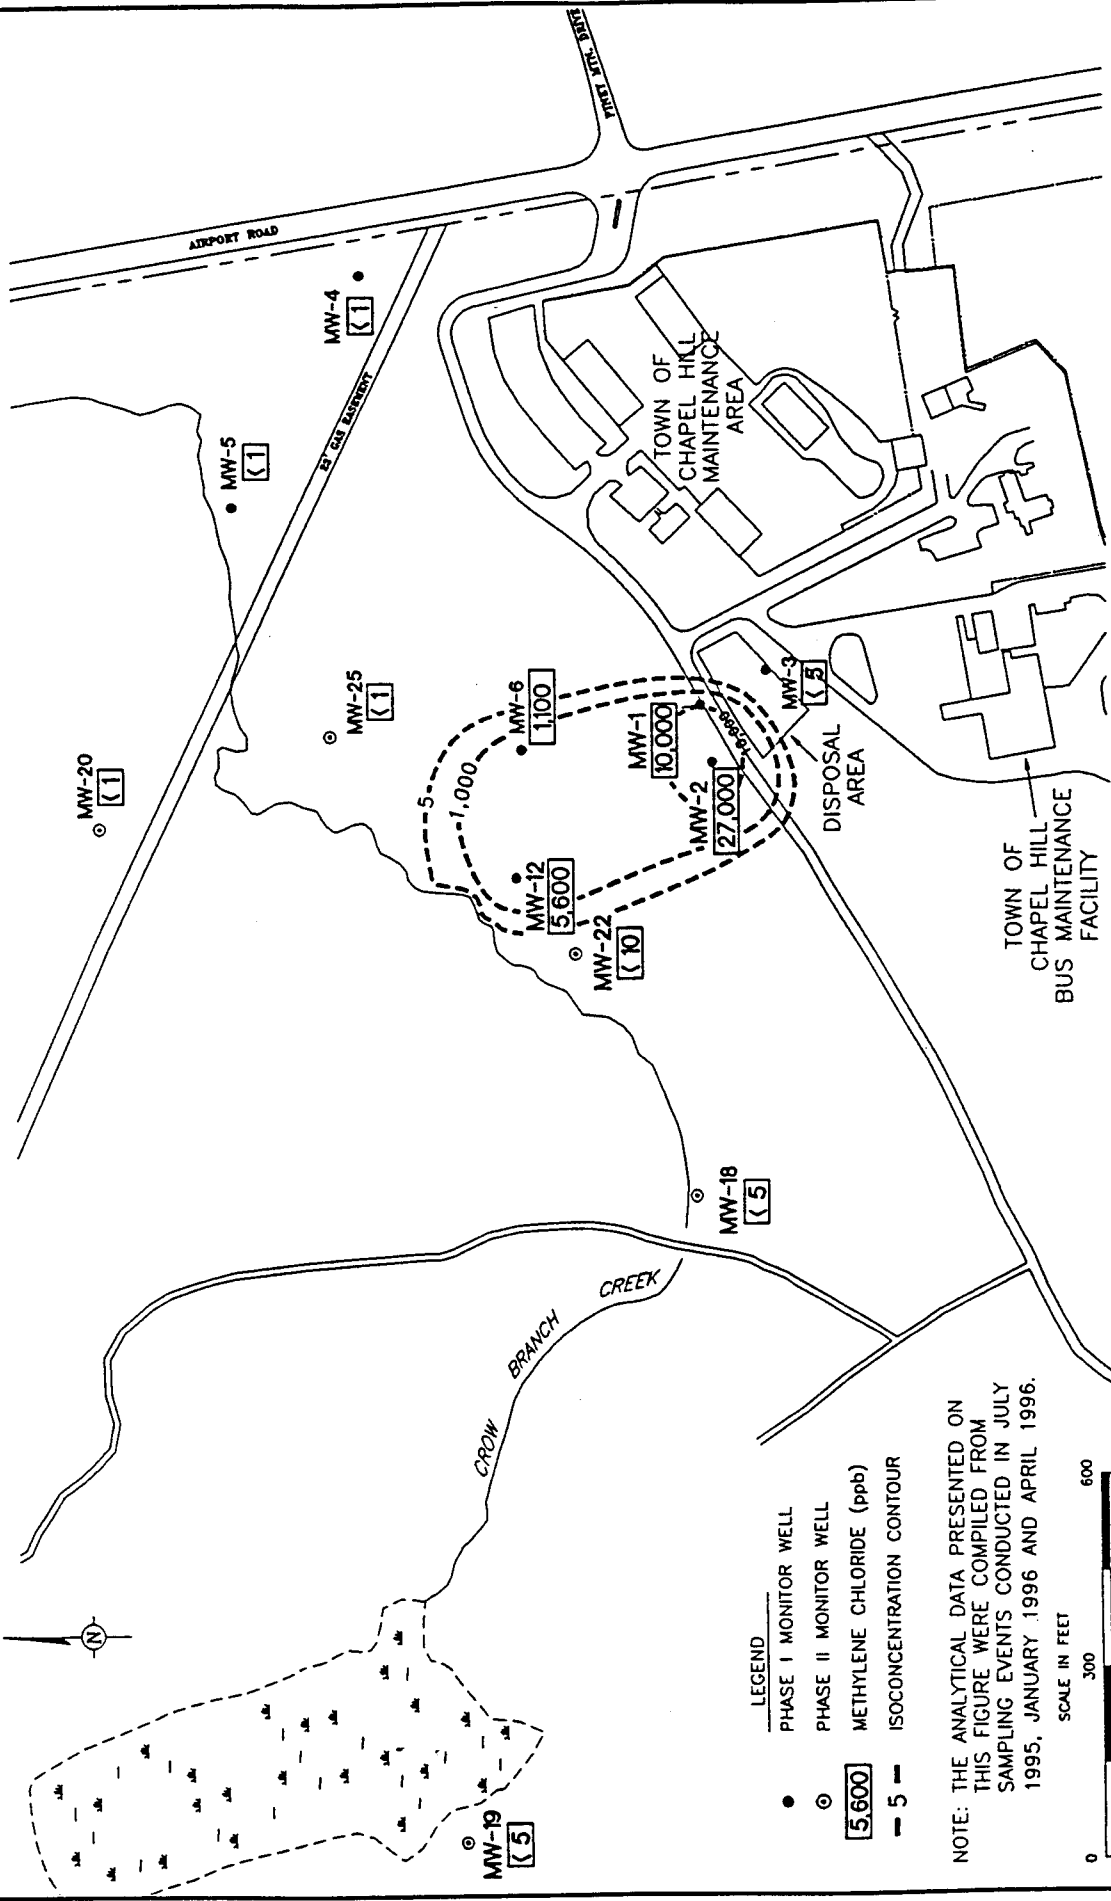 PINEY MTN. DRIVE
AIRPORT ROAD
MW-4
<1
MW-5
<1
25' GAS EASEMENT
MW-20
<1
MW-25
<1
TOWN OF
CHAPEL HILL
MAINTENANCE
AREA
5
1,000
MW-6
1,100
MW-12
5,600
MW-22
<10
MW-1
10,000
10,000
MW-2
27,000
MW-3
<5
DISPOSAL
AREA
TOWN OF
CHAPEL HILL
BUS MAINTENANCE
FACILITY
MW-18
<5
CROW BRANCH CREEK
N
MW-19
<5
LEGEND
PHASE I MONITOR WELL
PHASE II MONITOR WELL
5,600 METHYLENE CHLORIDE (ppb)
5 ISOCONCENTRATION CONTOUR
NOTE: THE ANALYTICAL DATA PRESENTED ON
THIS FIGURE WERE COMPILED FROM
SAMPLING EVENTS CONDUCTED IN JULY
1995, JANUARY 1996 AND APRIL 1996.
0 300 600
SCALE IN FEET